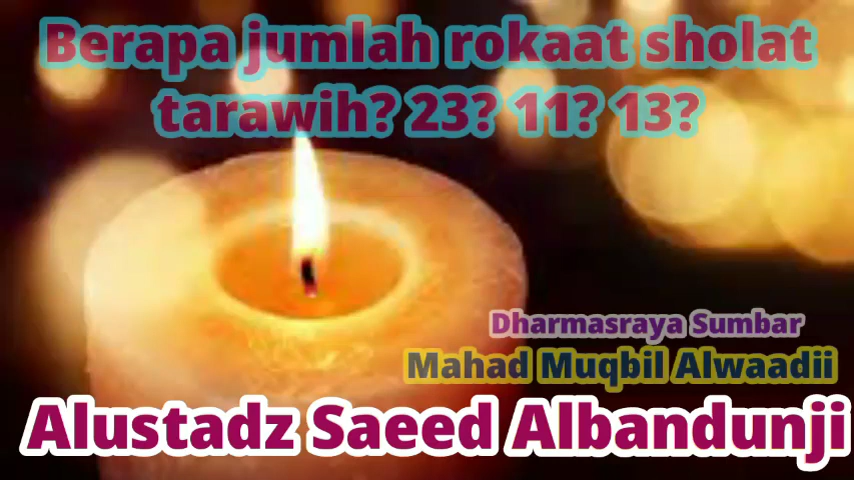 Berapa jumlah rokaat sholat
tarawih? 23? 11? 13?
Dharmasraya Sumbar
Mahad Muqbil Alwaadii
Alustadz Saeed Albandunji